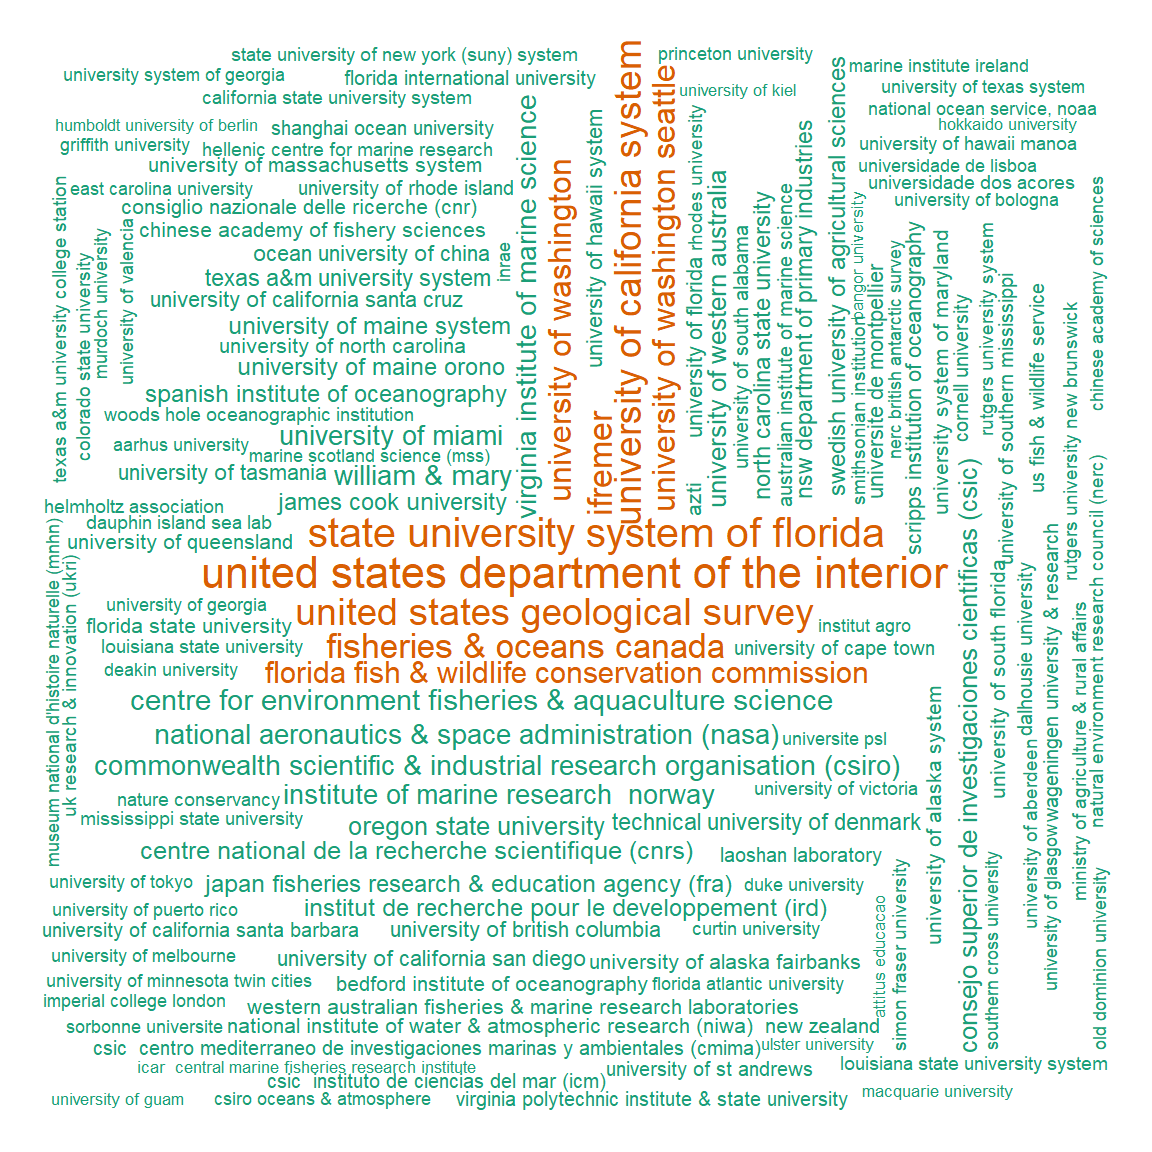 state university of new york (suny) system
princeton university
university system of georgia
florida international university
california state university system
humboldt university of berlin
shanghai ocean university
griffith university
hellenic centre for marine research
university of massachusetts system
east carolina university
university of rhode island
consiglio nazionale delle ricerche (cnr)
chinese academy of fishery sciences
ocean university of china
texas a&m university system
university of california santa cruz
university of maine system
university of north carolina
university of maine orono
spanish institute of oceanography
woods hole oceanographic institution
university of miami
aarhus university
marine scotland science (mss)
university of tasmania
william & mary
james cook university
helmholtz association
dauphin island sea lab
university of queensland
texas a&m university college station
colorado state university
murdoch university
university of valencia
inrae
virginia institute of marine science
university of washington
university of hawaii system
ifremer
university of california system
university of washington seattle
university of kiel
azti
university of florida
rhodes university
university of western australia
university of south alabama
north carolina state university
australian institute of marine science
nsw department of primary industries
swedish university of agricultural sciences
smithsonian institution
bangor university
universite de montpellier
nerc british antarctic survey
scripps institution of oceanography
university system of maryland
cornell university
rutgers university system
university of southern mississippi
us fish & wildlife service
rutgers university new brunswick
chinese academy of sciences
marine institute ireland
university of texas system
national ocean service, noaa
hokkaido university
university of hawaii manoa
universidade de lisboa
universidade dos acores
university of bologna
state university system of florida
united states department of the interior
university of georgia
united states geological survey
florida state university
institut agro
louisiana state university
fisheries & oceans canada
university of cape town
deakin university
florida fish & wildlife conservation commission
centre for environment fisheries & aquaculture science
national aeronautics & space administration (nasa)
universite psl
commonwealth scientific & industrial research organisation (csiro)
nature conservancy
institute of marine research norway
university of victoria
mississippi state university
oregon state university
technical university of denmark
centre national de la recherche scientifique (cnrs)
laoshan laboratory
museum national d'histoire naturelle (mnhn)
uk research & innovation (ukri)
university of tokyo
japan fisheries research & education agency (fra)
duke university
university of puerto rico
institut de recherche pour le developpement (ird)
university of california santa barbara
university of british columbia
curtin university
university of melbourne
university of california san diego
university of alaska fairbanks
university of minnesota twin cities
bedford institute of oceanography
florida atlantic university
imperial college london
western australian fisheries & marine research laboratories
sorbonne universite
national institute of water & atmospheric research (niwa) new zealand
csic centro mediterraneo de investigaciones marinas y ambientales (cmima)
ulster university
icar central marine fisheries research institute
csic instituto de ciencias del mar (icm)
university of st andrews
louisiana state university system
university of guam
csiro oceans & atmosphere
virginia polytechnic institute & state university
macquarie university
attitus educacao
simon fraser university
university of alaska system
consejo superior de investigaciones cientificas (csic)
southern cross university
university of south florida
dalhousie university
university of aberdeen
wageningen university & research
university of glasgow
ministry of agriculture & rural affairs
natural environment research council (nerc)
old dominion university